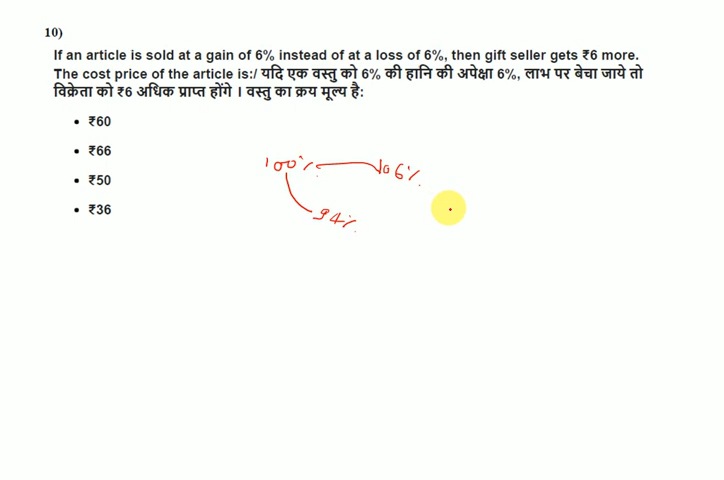 10)
If an article is sold at a gain of 6% instead of at a loss of 6%, then gift seller gets ₹6 more.
The cost price of the article is:/ यदि एक वस्तु को 6% की हानि की अपेक्षा 6%, लाभ पर बेचा जाये तो
विक्रेता को ₹6 अधिक प्राप्त होंगे । वस्तु का क्रय मूल्य है:
• ₹60
• ₹66
• ₹50
• ₹36
100% 106%
94%